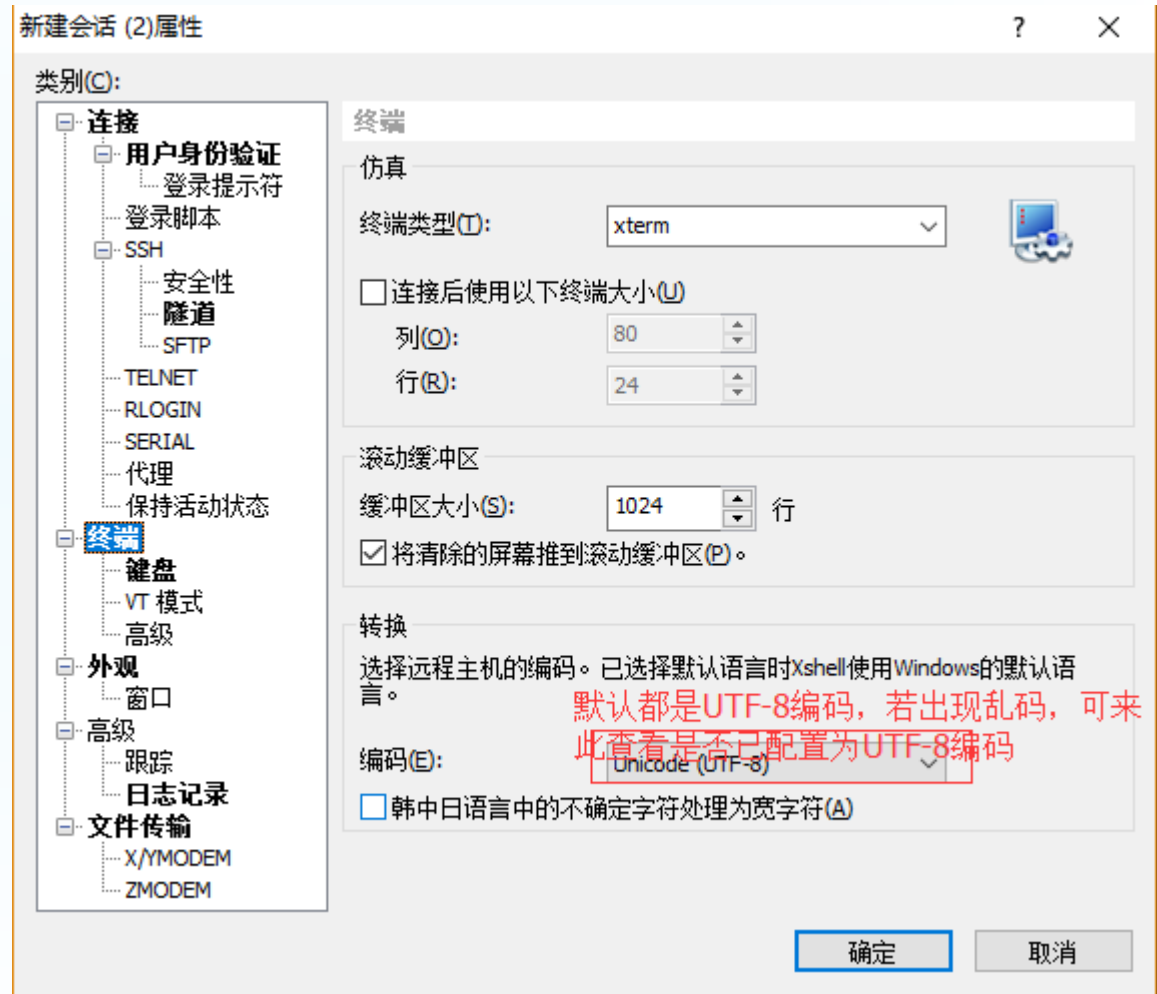 新建会话 (2)属性
?
类别(C):
连接
用户身份验证
登录提示符
登录脚本
SSH
安全性
隧道
SFTP
TELNET
RLOGIN
SERIAL
代理
保持活动状态
终端
键盘
VT 模式
高级
外观
窗口
高级
跟踪
日志记录
文件传输
X/YMODEM
ZMODEM
终端
仿真
终端类型(T): xterm
连接后使用以下终端大小(U)
列(O): 80
行(R): 24
滚动缓冲区
缓冲区大小(S): 1024 行
将清除的屏幕推到滚动缓冲区(P)。
转换
选择远程主机的编码。已选择默认语言时Xshell使用Windows的默认语
言。
默认都是UTF-8编码，若出现乱码，可来
此查看是否已配置为UTF-8编码
编码(E): Unicode (UTF-8)
韩中日语言中的不确定字符处理为宽字符(A)
确定 取消